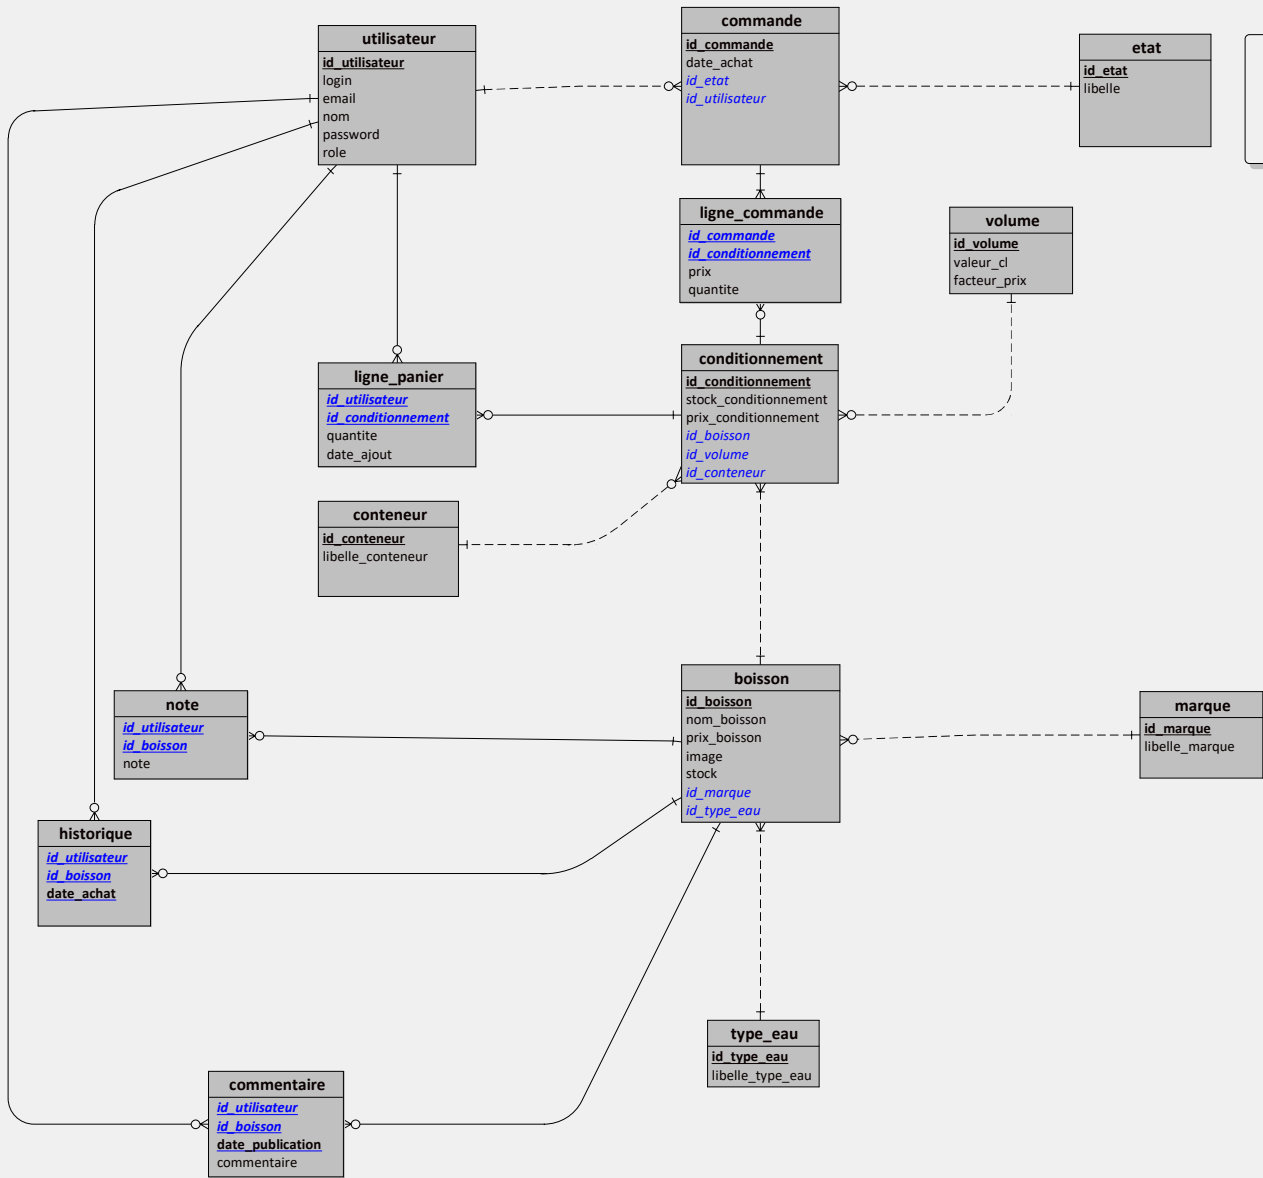 utilisateur
id_utilisateur
login
email
nom
password
role
commande
id_commande
date_achat
id_etat
id_utilisateur
etat
id_etat
libelle
ligne_commande
id_commande
id_conditionnement
prix
quantite
volume
id_volume
valeur_cl
facteur_prix
ligne_panier
id_utilisateur
id_conditionnement
quantite
date_ajout
conditionnement
id_conditionnement
stock_conditionnement
prix_conditionnement
id_boisson
id_volume
id_conteneur
conteneur
id_conteneur
libelle_conteneur
note
id_utilisateur
id_boisson
note
boisson
id_boisson
nom_boisson
prix_boisson
image
stock
id_marque
id_type_eau
marque
id_marque
libelle_marque
historique
id_utilisateur
id_boisson
date_achat
type_eau
id_type_eau
libelle_type_eau
commentaire
id_utilisateur
id_boisson
date_publication
commentaire